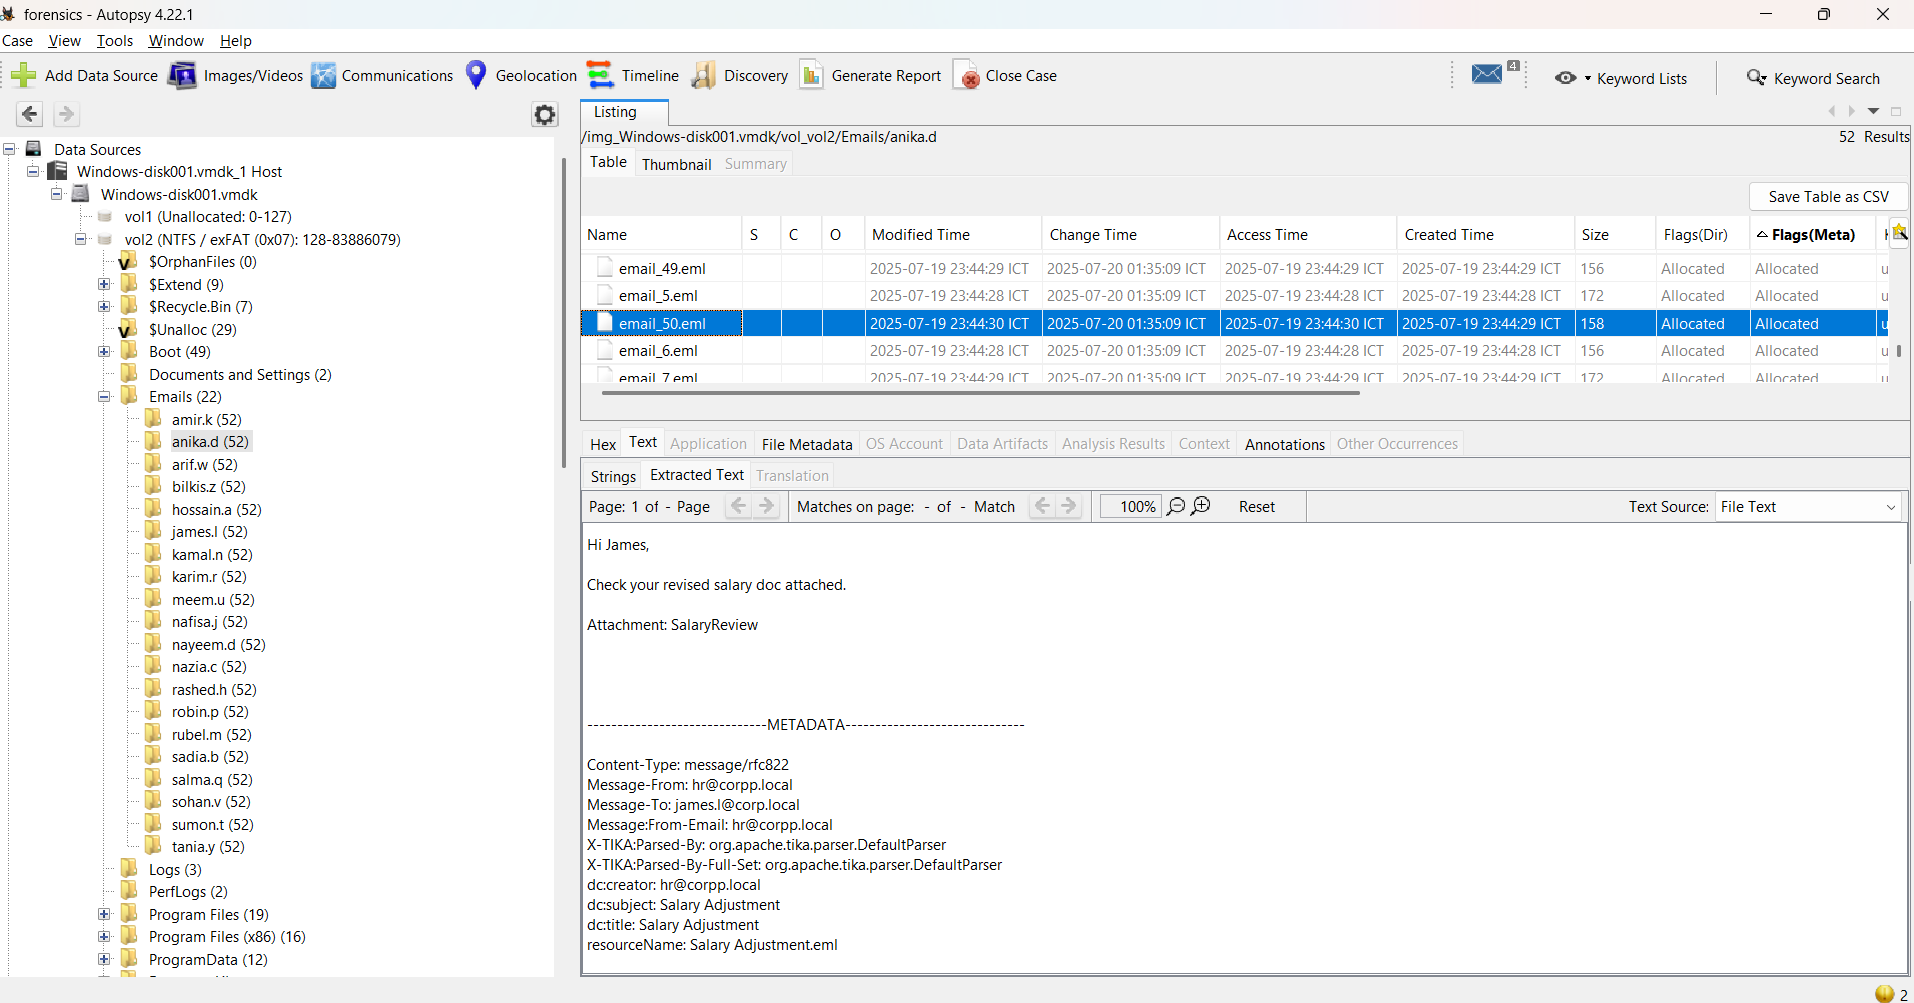 forensics - Autopsy 4.22.1
Case View Tools Window Help
Add Data Source Images/Videos Communications Geolocation Timeline Discovery Generate Report Close Case 4 Keyword Lists Keyword Search
Data Sources
Windows-disk001.vmdk_1 Host
Windows-disk001.vmdk
vol1 (Unallocated: 0-127)
vol2 (NTFS / exFAT (0x07): 128-83886079)
$OrphanFiles (0)
$Extend (9)
$Recycle.Bin (7)
$Unalloc (29)
Boot (49)
Documents and Settings (2)
Emails (22)
amir.k (52)
anika.d (52)
arif.w (52)
bilkis.z (52)
hossain.a (52)
james.l (52)
kamal.n (52)
karim.r (52)
meem.u (52)
nafisa.j (52)
nayeem.d (52)
nazia.c (52)
rashed.h (52)
robin.p (52)
rubel.m (52)
sadia.b (52)
salma.q (52)
sohan.v (52)
sumon.t (52)
tania.y (52)
Logs (3)
PerfLogs (2)
Program Files (19)
Program Files (x86) (16)
ProgramData (12)
Listing
/img_Windows-disk001.vmdk/vol_vol2/Emails/anika.d 52 Results
Table Thumbnail Summary
Save Table as CSV
Name S C O Modified Time Change Time Access Time Created Time Size Flags(Dir) Flags(Meta)
email_49.eml 2025-07-19 23:44:29 ICT 2025-07-20 01:35:09 ICT 2025-07-19 23:44:29 ICT 2025-07-19 23:44:29 ICT 156 Allocated Allocated u
email_5.eml 2025-07-19 23:44:28 ICT 2025-07-20 01:35:09 ICT 2025-07-19 23:44:28 ICT 2025-07-19 23:44:28 ICT 172 Allocated Allocated u
email_50.eml 2025-07-19 23:44:30 ICT 2025-07-20 01:35:09 ICT 2025-07-19 23:44:30 ICT 2025-07-19 23:44:29 ICT 158 Allocated Allocated u
email_6.eml 2025-07-19 23:44:28 ICT 2025-07-20 01:35:09 ICT 2025-07-19 23:44:28 ICT 2025-07-19 23:44:28 ICT 156 Allocated Allocated u
email_7.eml 2025-07-19 23:44:29 ICT 2025-07-20 01:35:09 ICT 2025-07-19 23:44:29 ICT 2025-07-19 23:44:29 ICT 172 Allocated Allocated u
Hex Text Application File Metadata OS Account Data Artifacts Analysis Results Context Annotations Other Occurrences
Strings Extracted Text Translation
Page: 1 of - Page Matches on page: - of - Match 100% Reset Text Source: File Text
Hi James,
Check your revised salary doc attached.
Attachment: SalaryReview
------------------------------METADATA------------------------------
Content-Type: message/rfc822
Message-From: hr@corpp.local
Message-To: james.l@corp.local
Message:From-Email: hr@corpp.local
X-TIKA:Parsed-By: org.apache.tika.parser.DefaultParser
X-TIKA:Parsed-By-Full-Set: org.apache.tika.parser.DefaultParser
dc:creator: hr@corpp.local
dc:subject: Salary Adjustment
dc:title: Salary Adjustment
resourceName: Salary Adjustment.eml
2